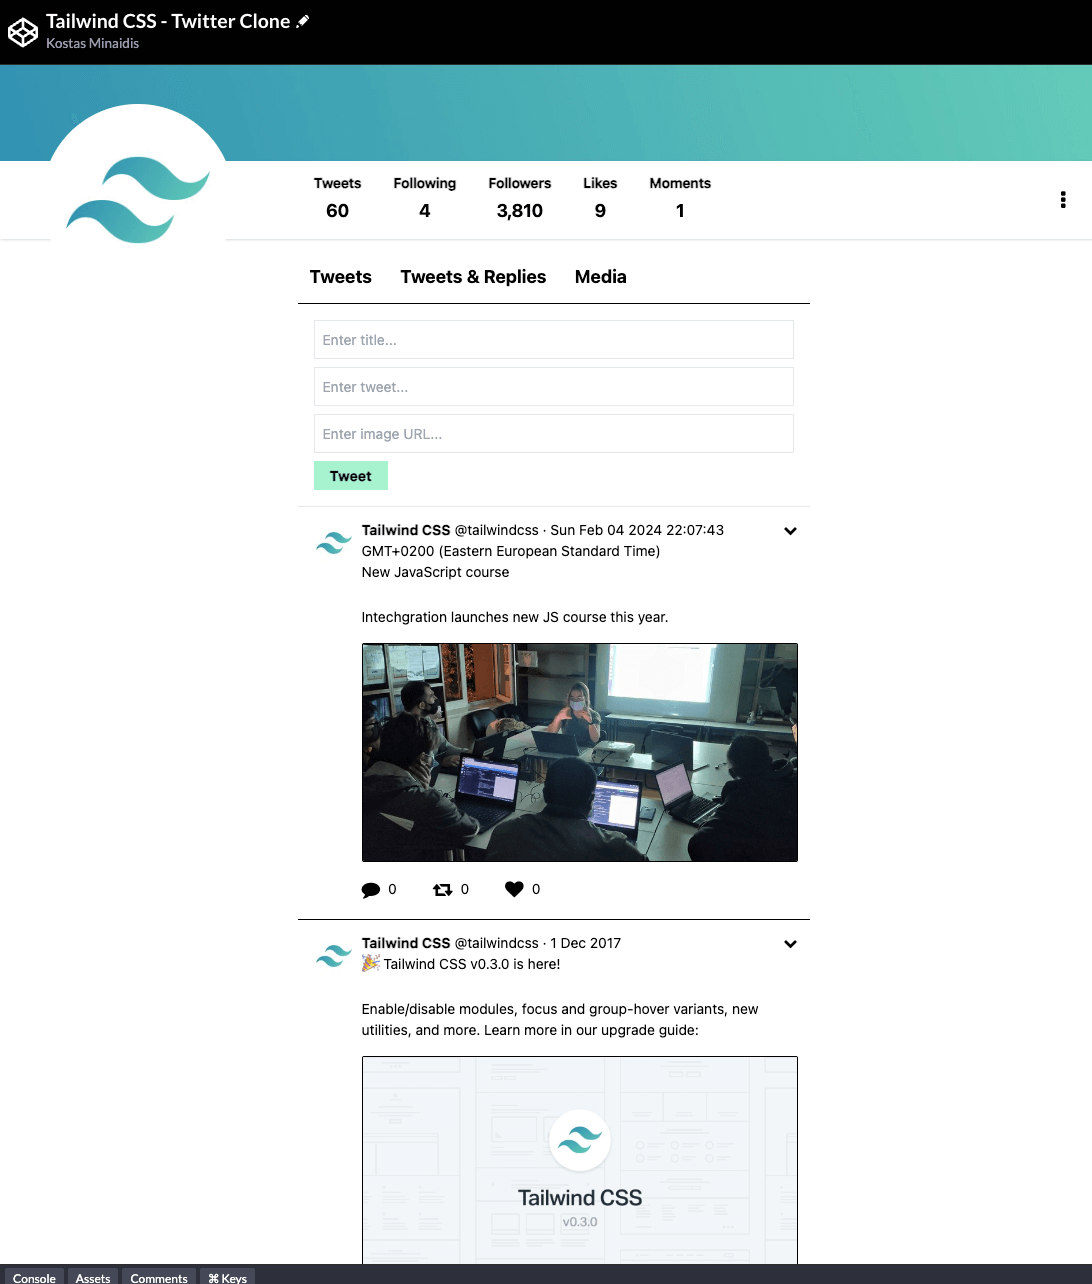 Tailwind CSS - Twitter Clone
Kostas Minaidis
Tweets Following Followers Likes Moments
60 4 3,810 9 1
Tweets Tweets & Replies Media
Enter title...
Enter tweet...
Enter image URL...
Tweet
Tailwind CSS @tailwindcss · Sun Feb 04 2024 22:07:43
GMT+0200 (Eastern European Standard Time)
New JavaScript course
Intechgration launches new JS course this year.
0 0 0
Tailwind CSS @tailwindcss · 1 Dec 2017
🎉 Tailwind CSS v0.3.0 is here!
Enable/disable modules, focus and group-hover variants, new
utilities, and more. Learn more in our upgrade guide:
Tailwind CSS
v0.3.0
Console Assets Comments ⌘ Keys